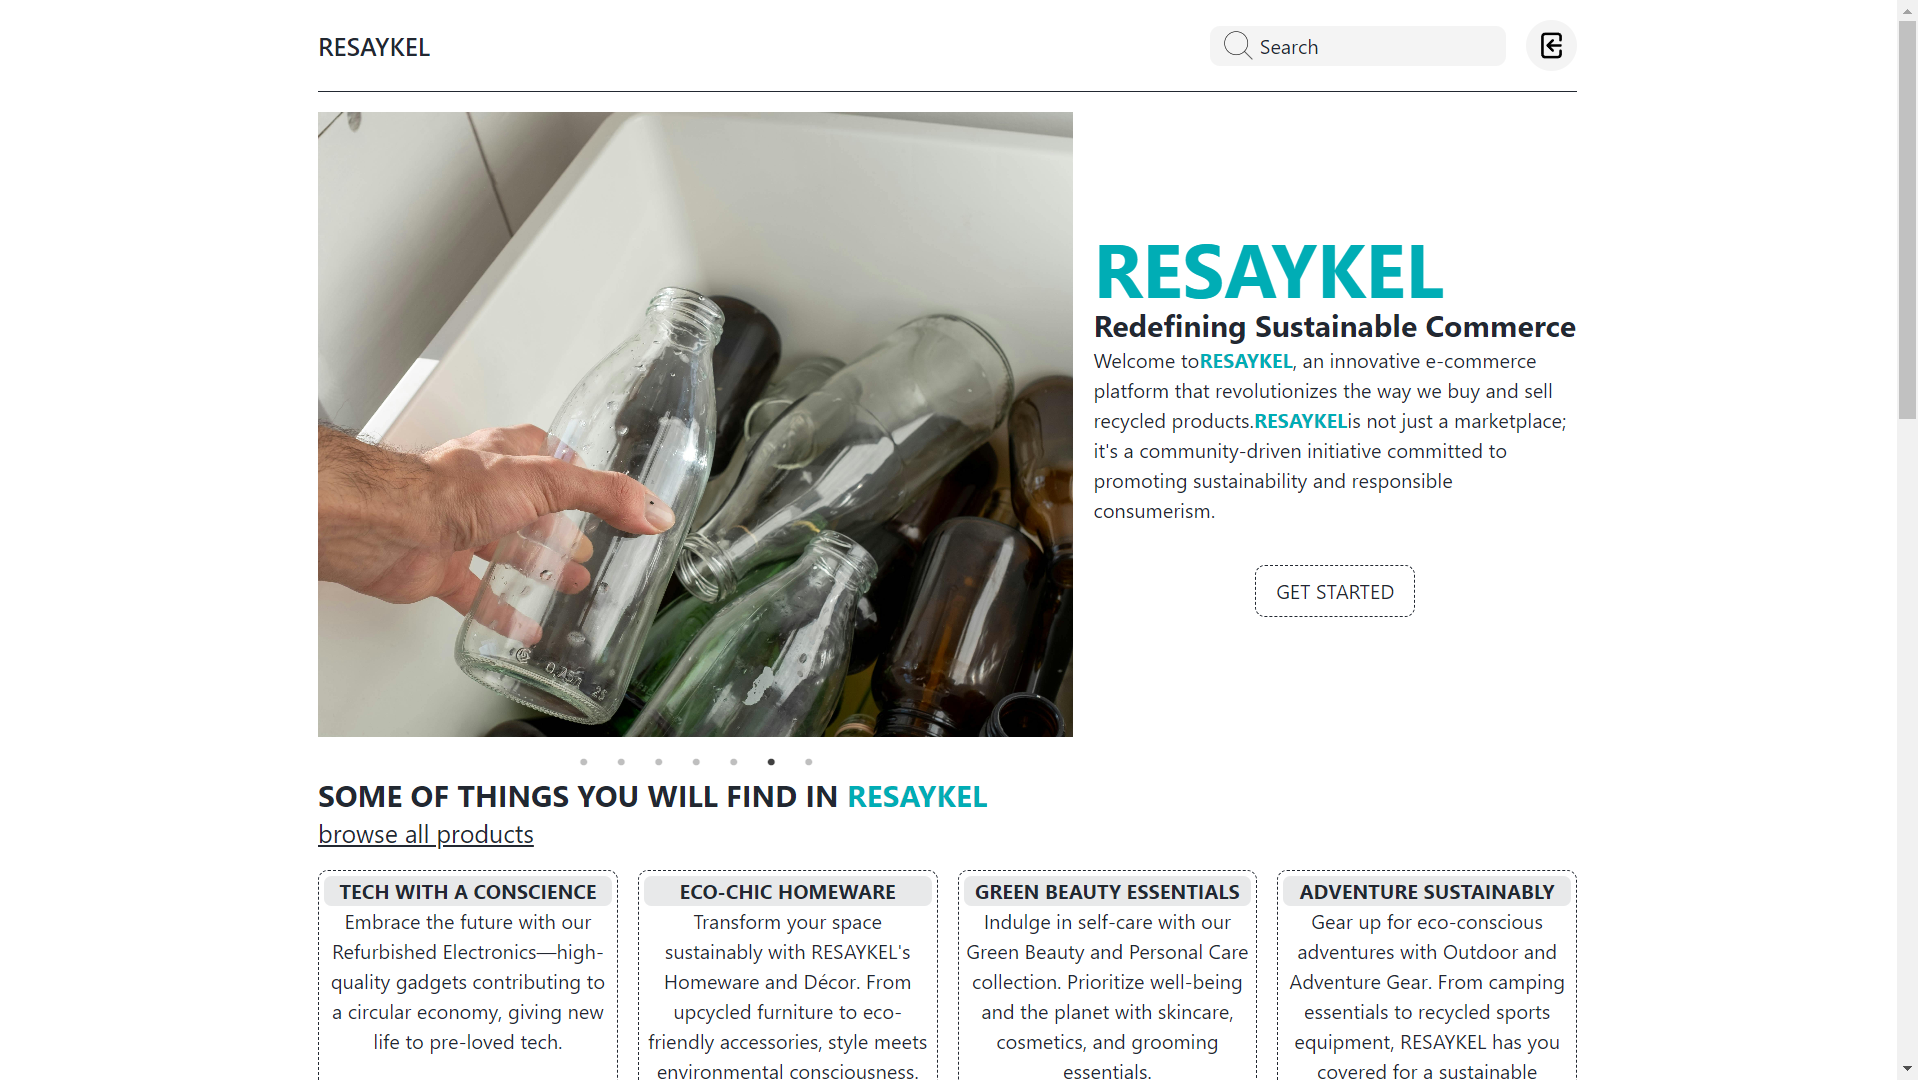 RESAYKEL
Search
RESAYKEL
Redefining Sustainable Commerce
Welcome toRESAYKEL, an innovative e-commerce
platform that revolutionizes the way we buy and sell
recycled products.RESAYKELis not just a marketplace;
it's a community-driven initiative committed to
promoting sustainability and responsible
consumerism.
GET STARTED
SOME OF THINGS YOU WILL FIND IN RESAYKEL
browse all products
TECH WITH A CONSCIENCE
Embrace the future with our
Refurbished Electronics—high-
quality gadgets contributing to
a circular economy, giving new
life to pre-loved tech.
ECO-CHIC HOMEWARE
Transform your space
sustainably with RESAYKEL's
Homeware and Décor. From
upcycled furniture to eco-
friendly accessories, style meets
environmental consciousness.
GREEN BEAUTY ESSENTIALS
Indulge in self-care with our
Green Beauty and Personal Care
collection. Prioritize well-being
and the planet with skincare,
cosmetics, and grooming
essentials.
ADVENTURE SUSTAINABLY
Gear up for eco-conscious
adventures with Outdoor and
Adventure Gear. From camping
essentials to recycled sports
equipment, RESAYKEL has you
covered for a sustainable